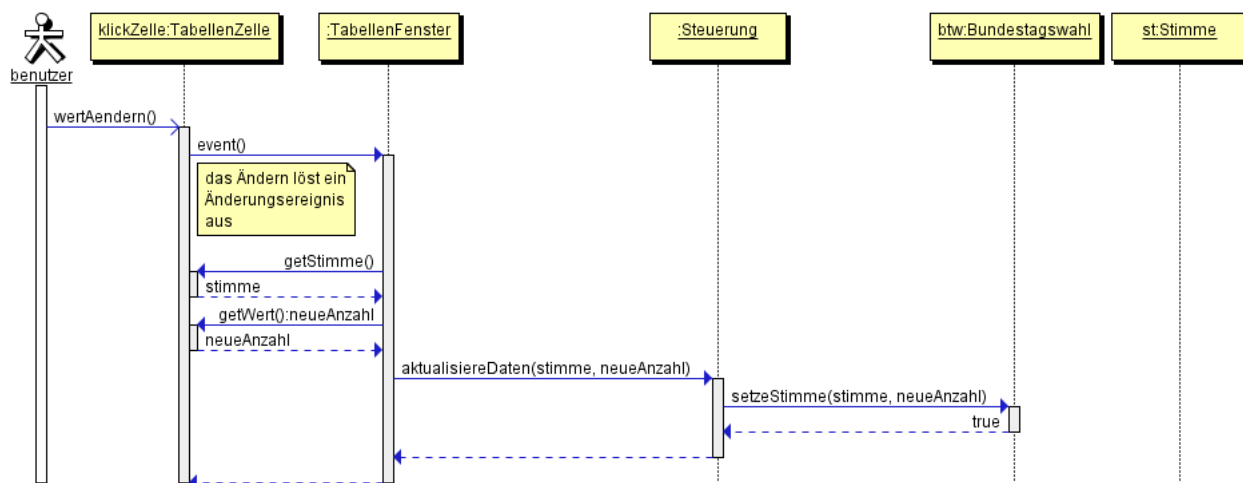 klickZelle:TabellenZelle
:TabellenFenster
:Steuerung
btw:Bundestagswahl
st:Stimme
benutzer
wertAendern()
event()
das Ändern löst ein
Änderungsereignis
aus
getStimme()
stimme
getWert():neueAnzahl
neueAnzahl
aktualisiereDaten(stimme, neueAnzahl)
setzeStimme(stimme, neueAnzahl)
true